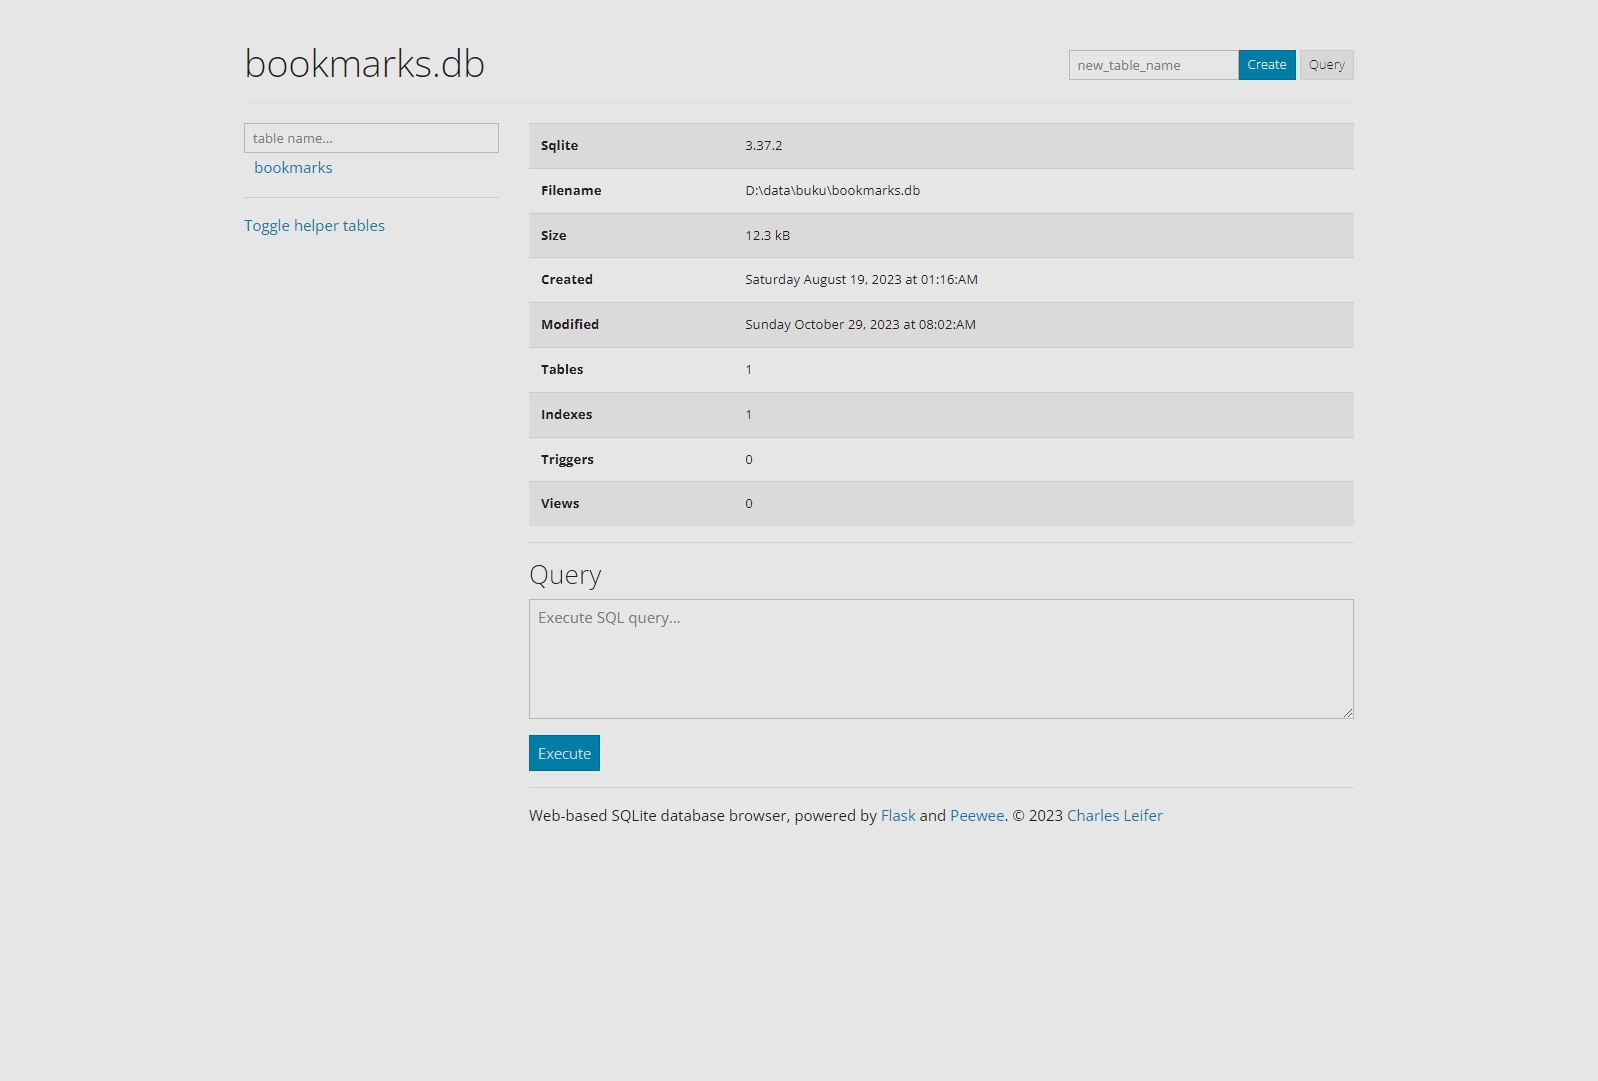 bookmarks.db
new_table_name Create Query
table name...
bookmarks
Toggle helper tables
Sqlite 3.37.2
Filename D:\data\buku\bookmarks.db
Size 12.3 kB
Created Saturday August 19, 2023 at 01:16:AM
Modified Sunday October 29, 2023 at 08:02:AM
Tables 1
Indexes 1
Triggers 0
Views 0
Query
Execute SQL query...
Execute
Web-based SQLite database browser, powered by Flask and Peewee. © 2023 Charles Leifer